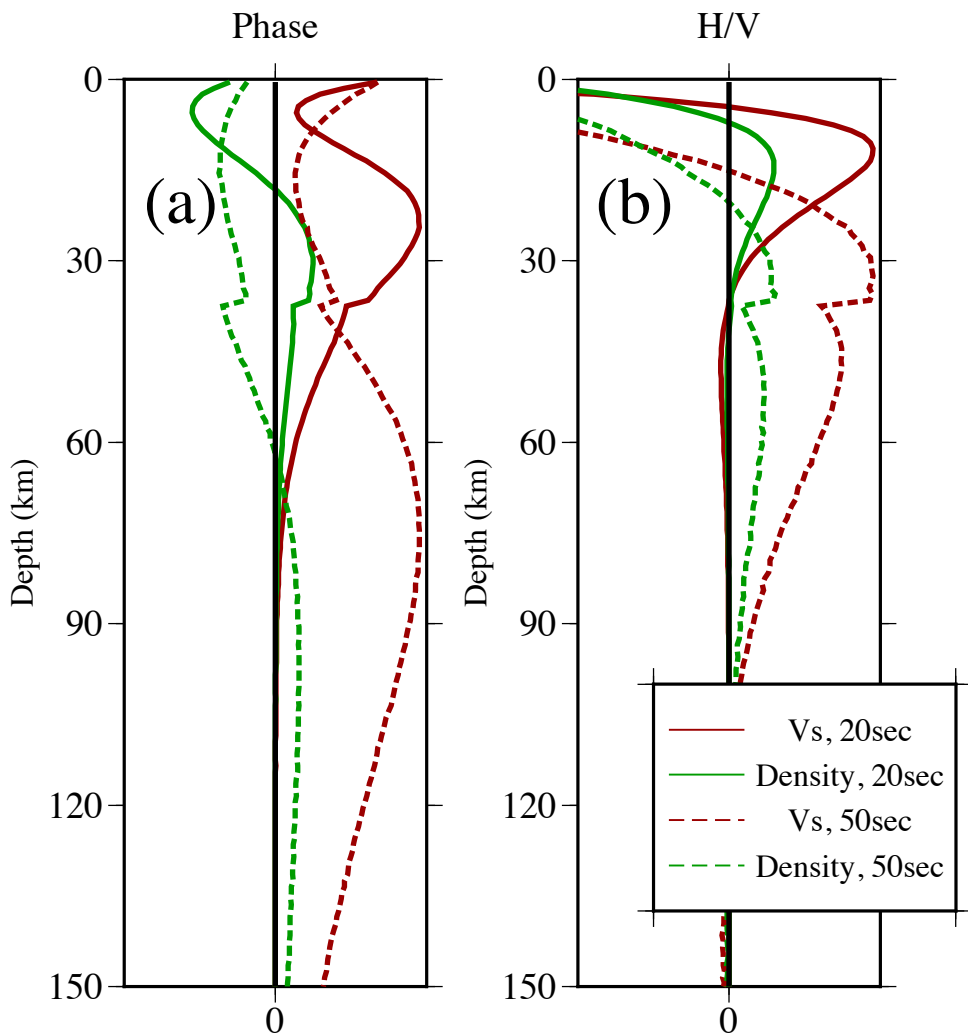 Phase
H/V
0
30
60
90
120
150
Depth (km)
(a)
0
0
30
60
90
120
150
Depth (km)
(b)
0
Vs, 20sec
Density, 20sec
Vs, 50sec
Density, 50sec